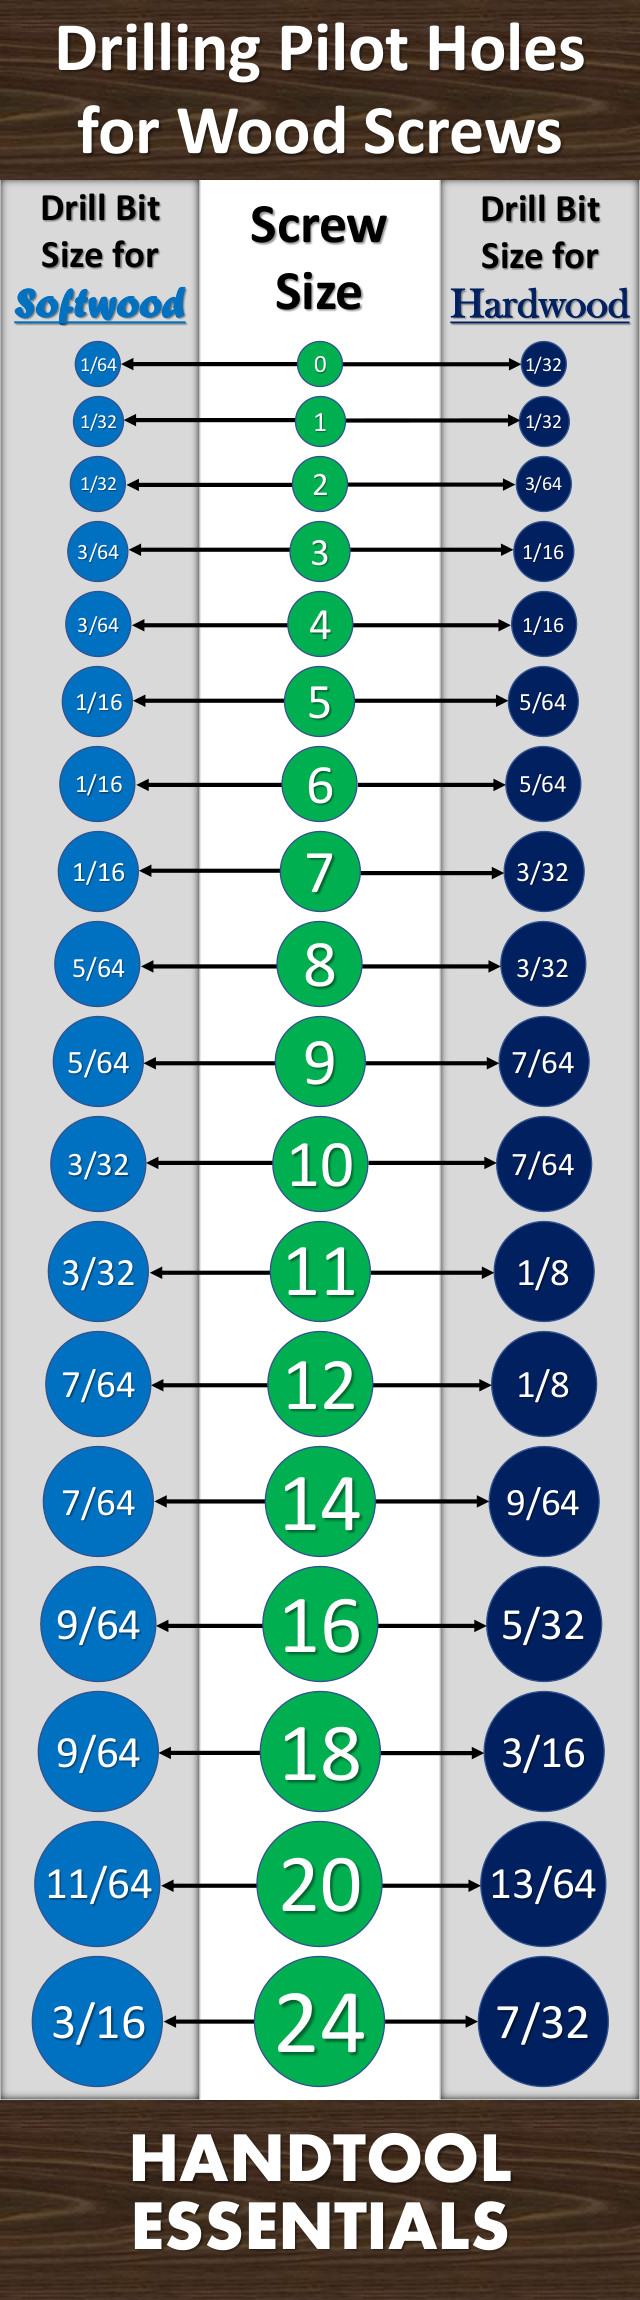 Drilling Pilot Holes
for Wood Screws
Drill Bit
Size for
Softwood
Screw
Size
Drill Bit
Size for
Hardwood
1/64 0 1/32
1/32 1 1/32
1/32 2 3/64
3/64 3 1/16
3/64 4 1/16
1/16 5 5/64
1/16 6 5/64
1/16 7 3/32
5/64 8 3/32
5/64 9 7/64
3/32 10 7/64
3/32 11 1/8
7/64 12 1/8
7/64 14 9/64
9/64 16 5/32
9/64 18 3/16
11/64 20 13/64
3/16 24 7/32
HANDTOOL
ESSENTIALS